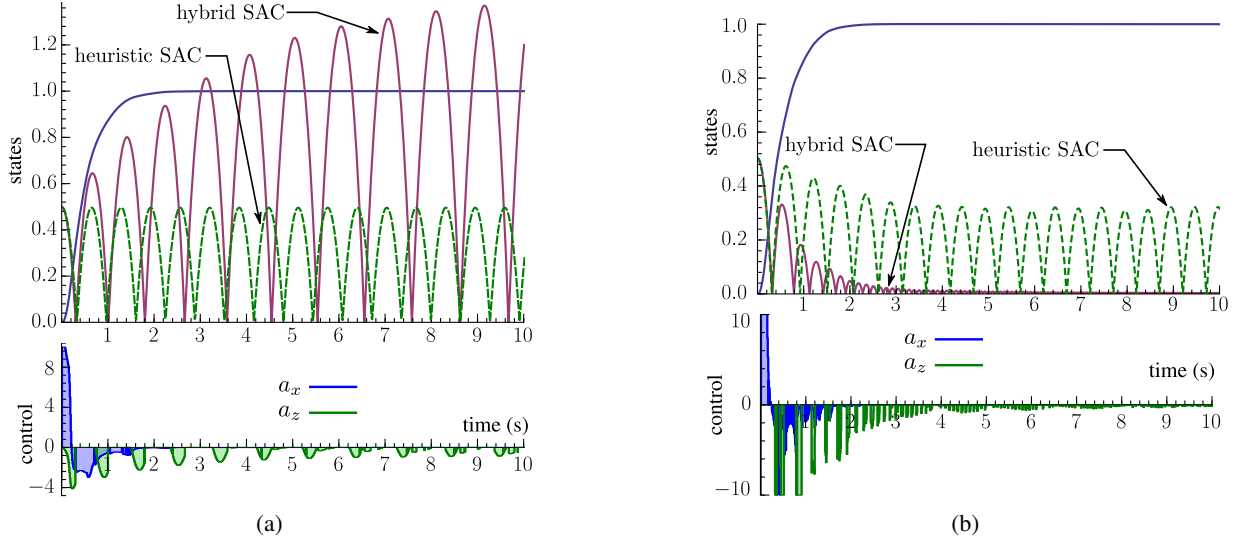 hybrid SAC
heuristic SAC
states
1.2
1.0
0.8
0.6
0.4
0.2
0.0
0 1 2 3 4 5 6 7 8 9 10
control
8
4
0
−4
a_x
a_z
time (s)
1 2 3 4 5 6 7 8 9 10
(a)
states
1.0
0.8
0.6
0.4
0.2
0.0
hybrid SAC
heuristic SAC
0 1 2 3 4 5 6 7 8 9 10
control
10
0
−10
a_x
a_z
time (s)
1 2 3 4 5 6 7 8 9 10
(b)